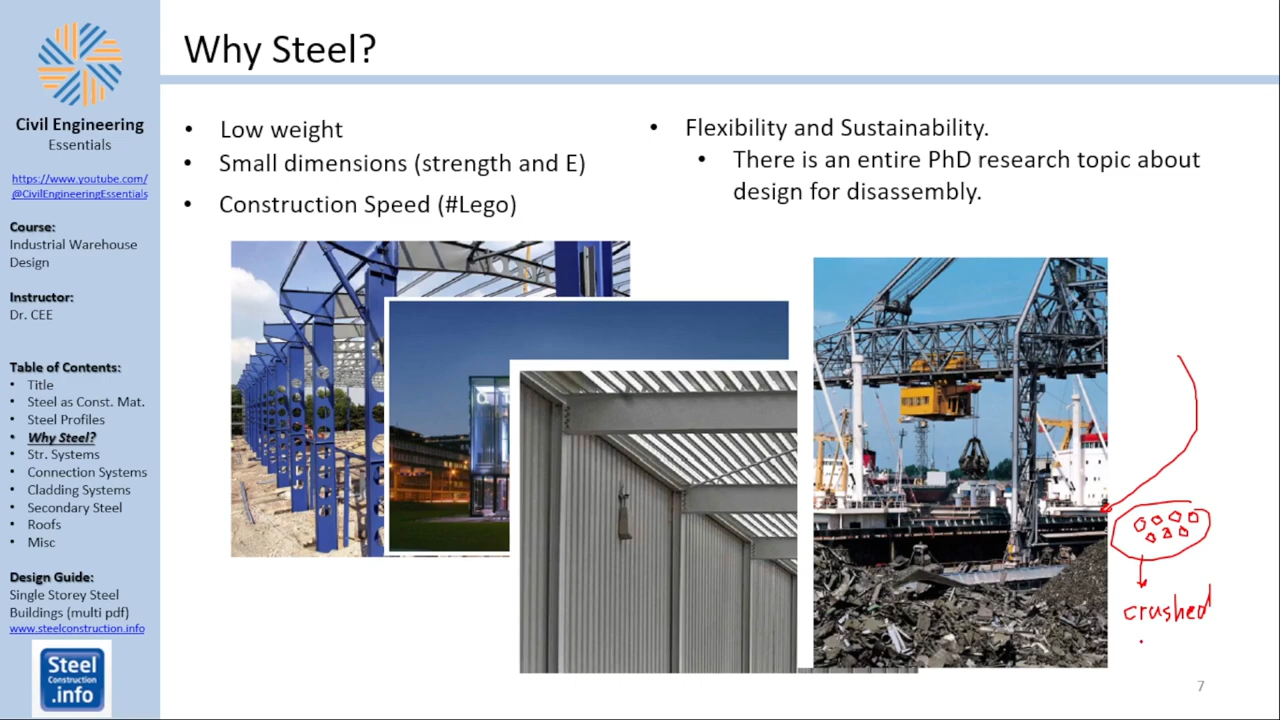 Why Steel?
Civil Engineering
Essentials
https://www.youtube.com/
@CivilEngineeringEssentials
Course:
Industrial Warehouse
Design
Instructor:
Dr. CEE
Table of Contents:
• Title
• Steel as Const. Mat.
• Steel Profiles
• Why Steel?
• Str. Systems
• Connection Systems
• Cladding Systems
• Secondary Steel
• Roofs
• Misc
Design Guide:
Single Storey Steel
Buildings (multi pdf)
www.steelconstruction.info
Steel
Construction
.info
• Low weight
• Small dimensions (strength and E)
• Construction Speed (#Lego)
• Flexibility and Sustainability.
• There is an entire PhD research topic about
design for disassembly.
crushed
7